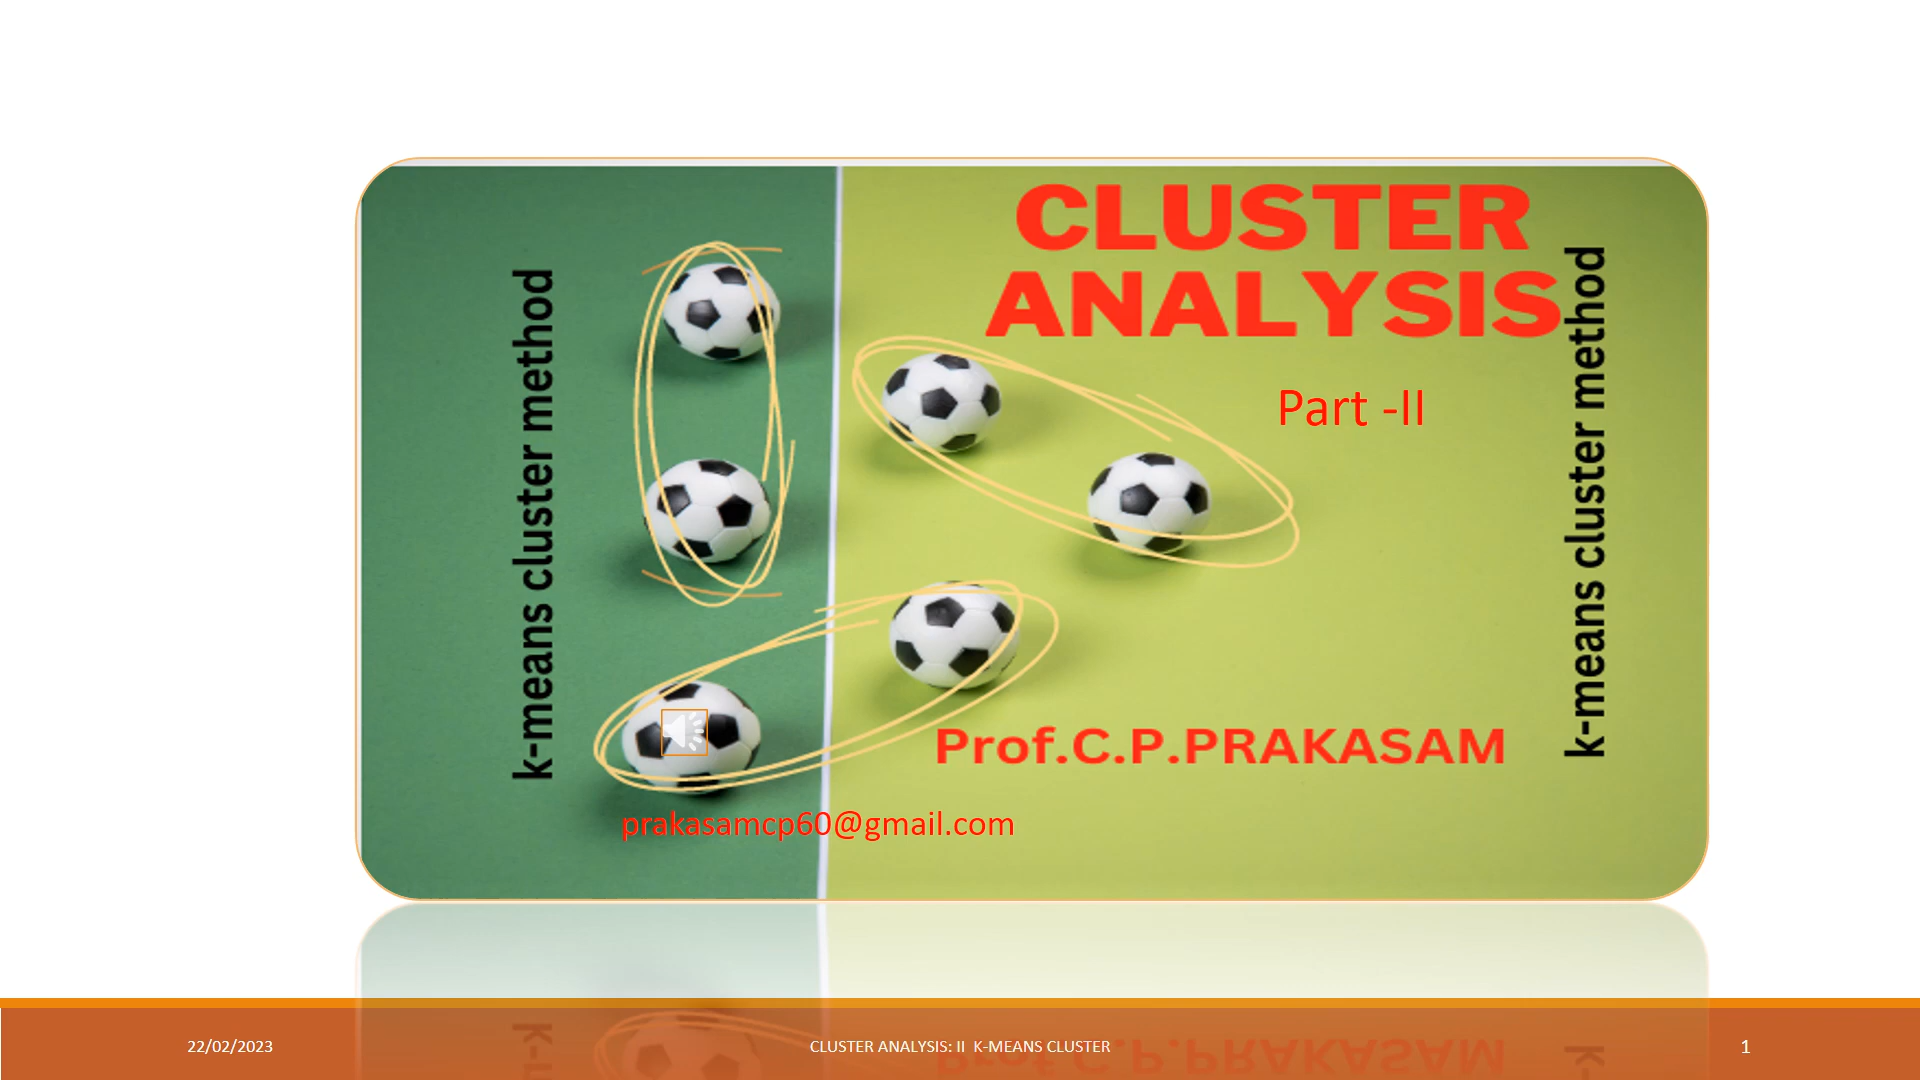 CLUSTER
ANALYSIS
Part -II
k-means cluster method
k-means cluster method
Prof.C.P.PRAKASAM
prakasamcp60@gmail.com
22/02/2023
CLUSTER ANALYSIS: II K-MEANS CLUSTER
1